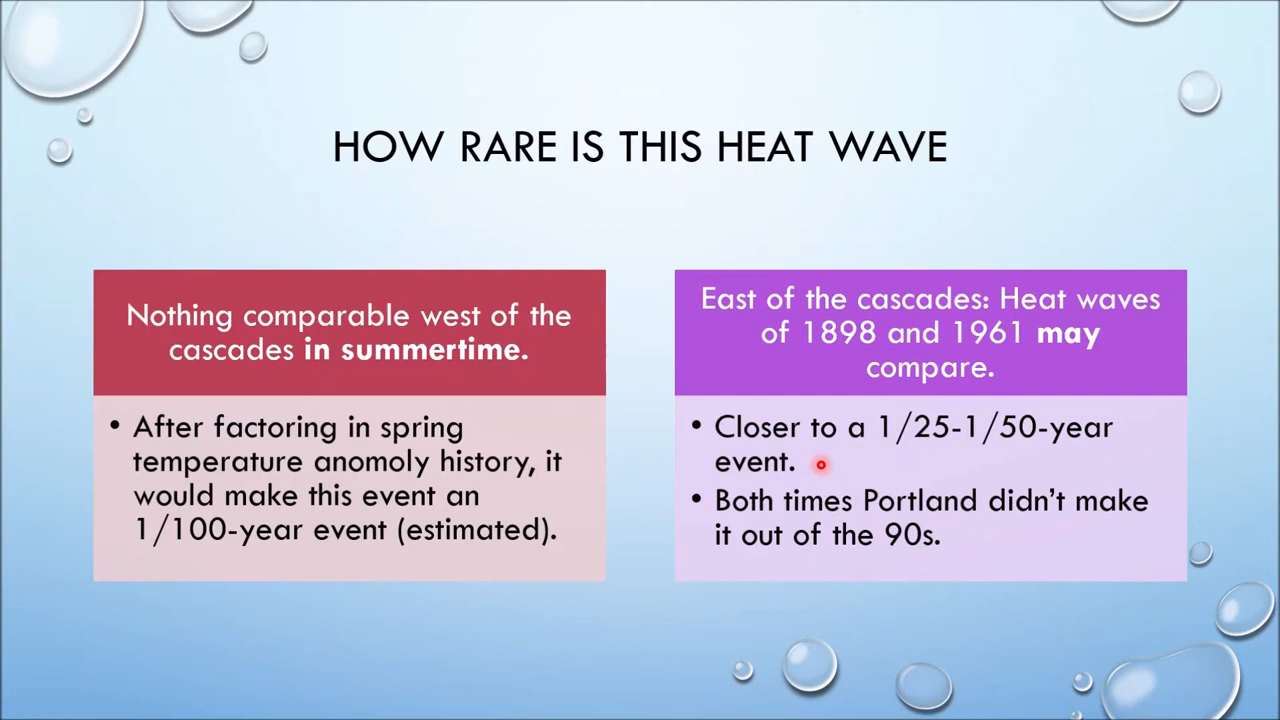 HOW RARE IS THIS HEAT WAVE
Nothing comparable west of the
cascades in summertime.
• After factoring in spring
temperature anomoly history, it
would make this event an
1/100-year event (estimated).
East of the cascades: Heat waves
of 1898 and 1961 may
compare.
• Closer to a 1/25-1/50-year
event.
• Both times Portland didn't make
it out of the 90s.